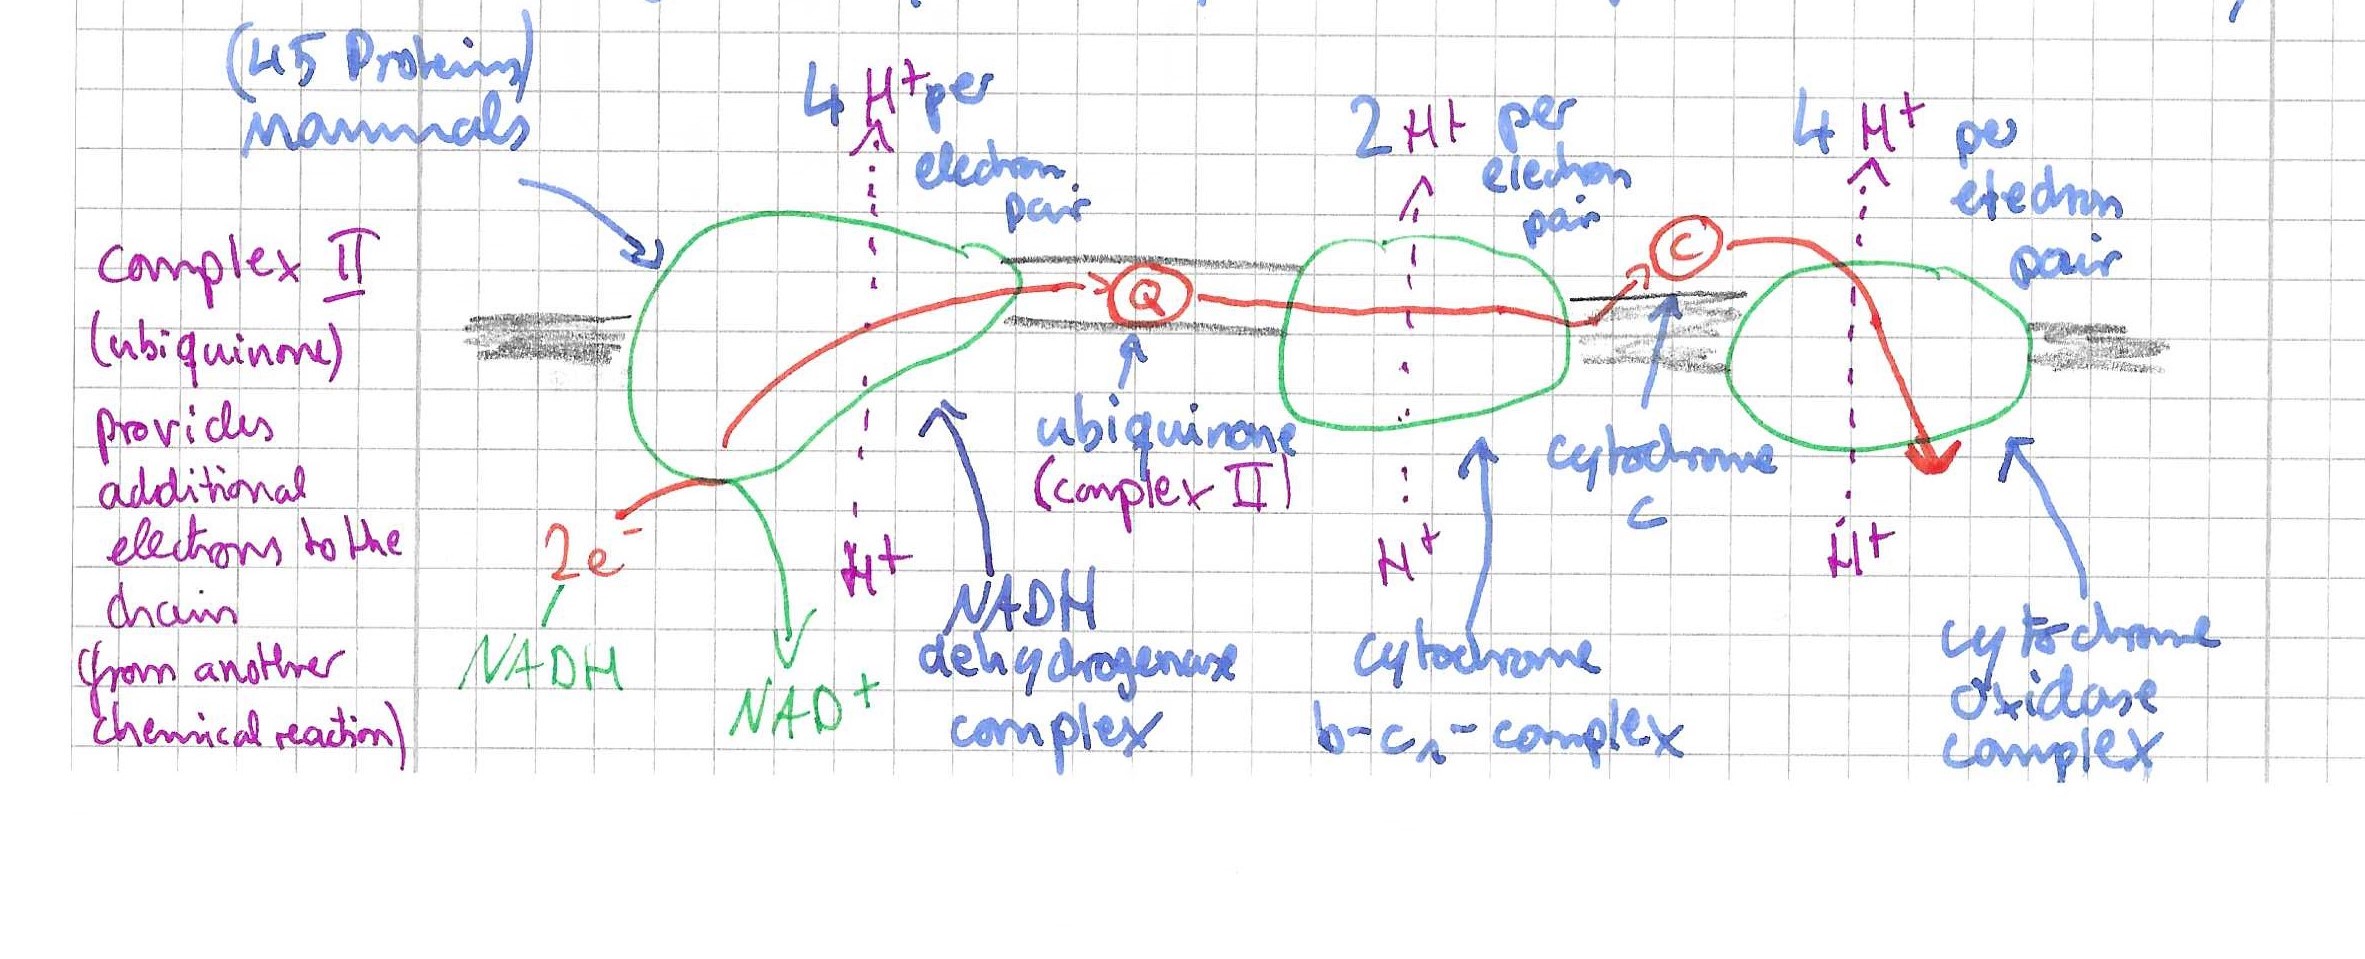 (45 Proteins)
Mammals
4 H+ per
electron
pair
2 H+ per
electron
pair
4 H+ per
electron
pair
complex II
(ubiquinone)
provides
additional
electrons to the
chain
(from another
chemical reaction)
Q
C
ubiquinone
(complex II)
cytochrome
c
2e-
NADH
NAD+
H+
H+
H+
NADH
dehydrogenase
complex
cytochrome
b-c1-complex
cytochrome
oxidase
complex